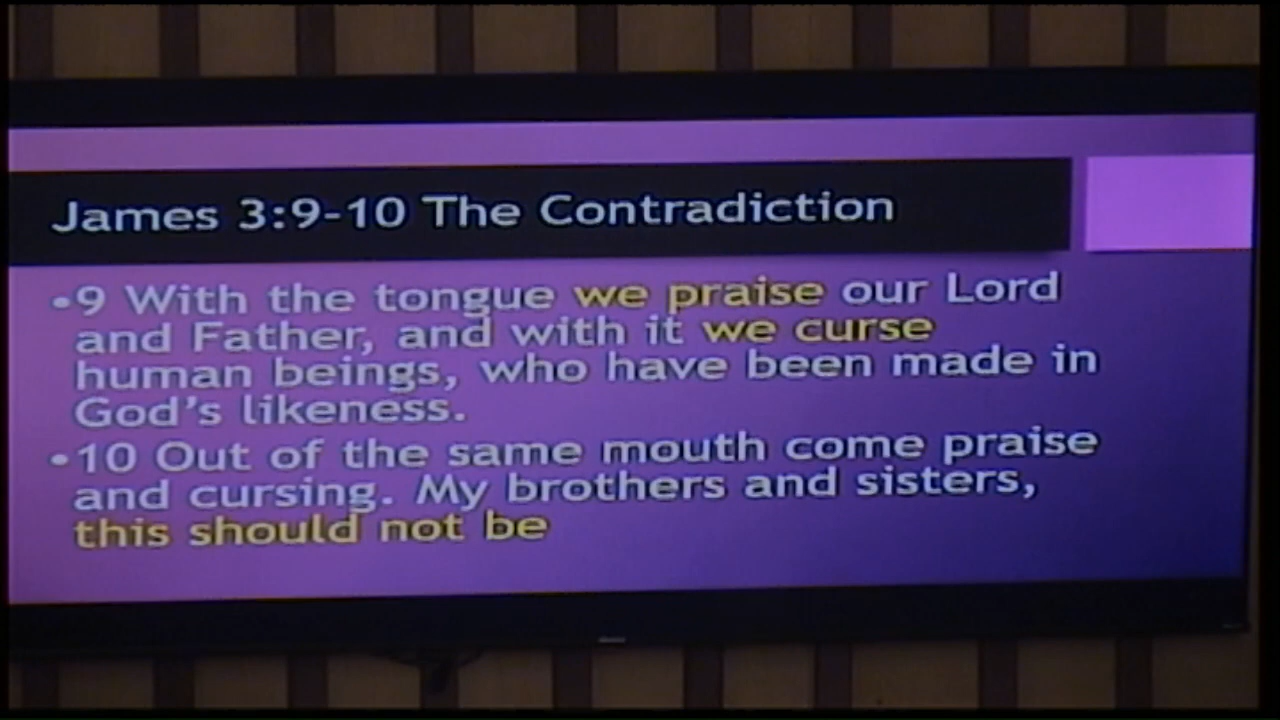 James 3:9-10 The Contradiction
•9 With the tongue we praise our Lord
and Father, and with it we curse
human beings, who have been made in
God's likeness.
•10 Out of the same mouth come praise
and cursing. My brothers and sisters,
this should not be